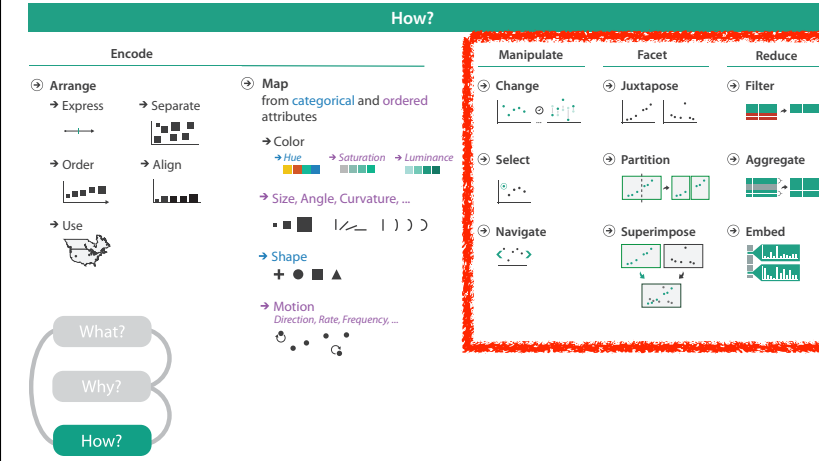 How?
Encode
Arrange
Express
Separate
Order
Align
Use
Map
from categorical and ordered
attributes
Color
Hue
Saturation
Luminance
Size, Angle, Curvature, ...
Shape
Motion
Direction, Rate, Frequency, ...
Manipulate
Change
...
Select
Navigate
Facet
Juxtapose
Partition
Superimpose
Reduce
Filter
Aggregate
Embed
What?
Why?
How?